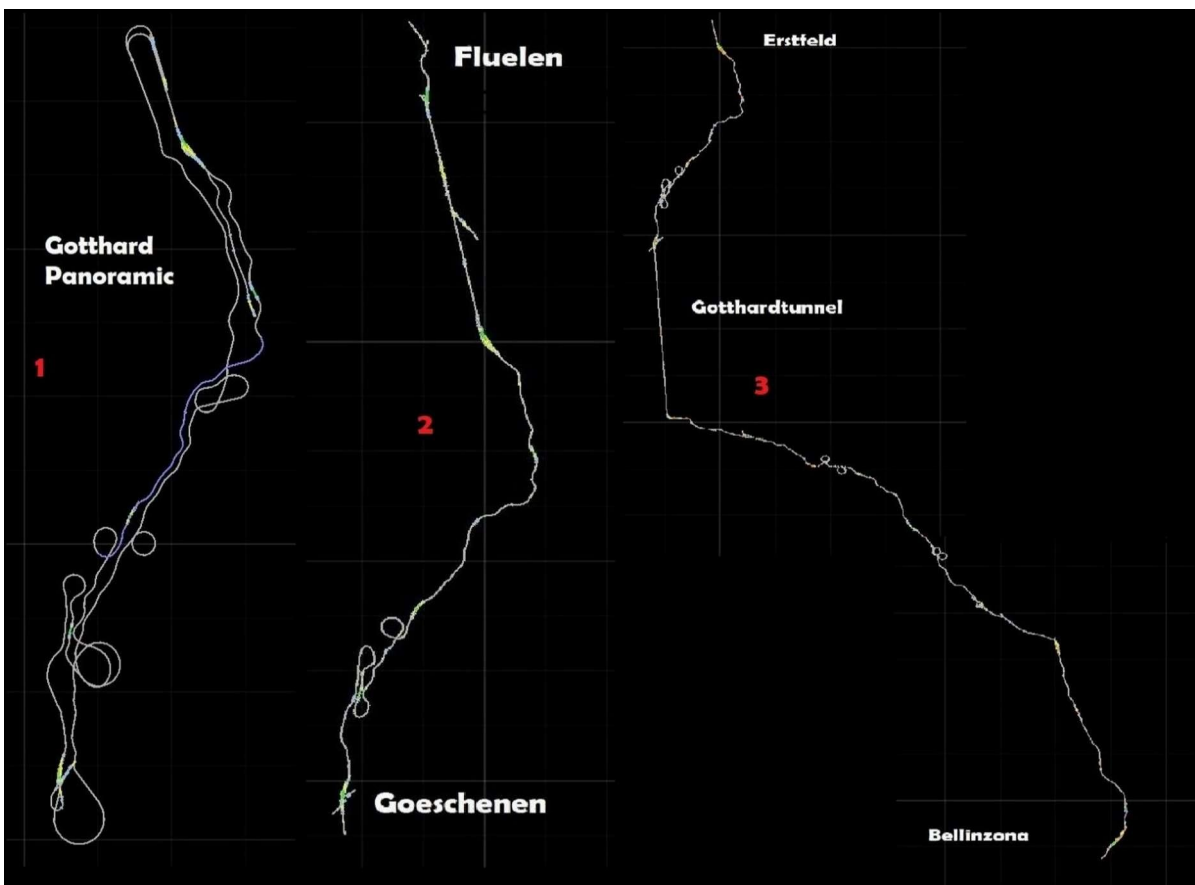 Gotthard
Panoramic
1
Fluelen
2
Goeschenen
Erstfeld
Gotthardtunnel
3
Bellinzona